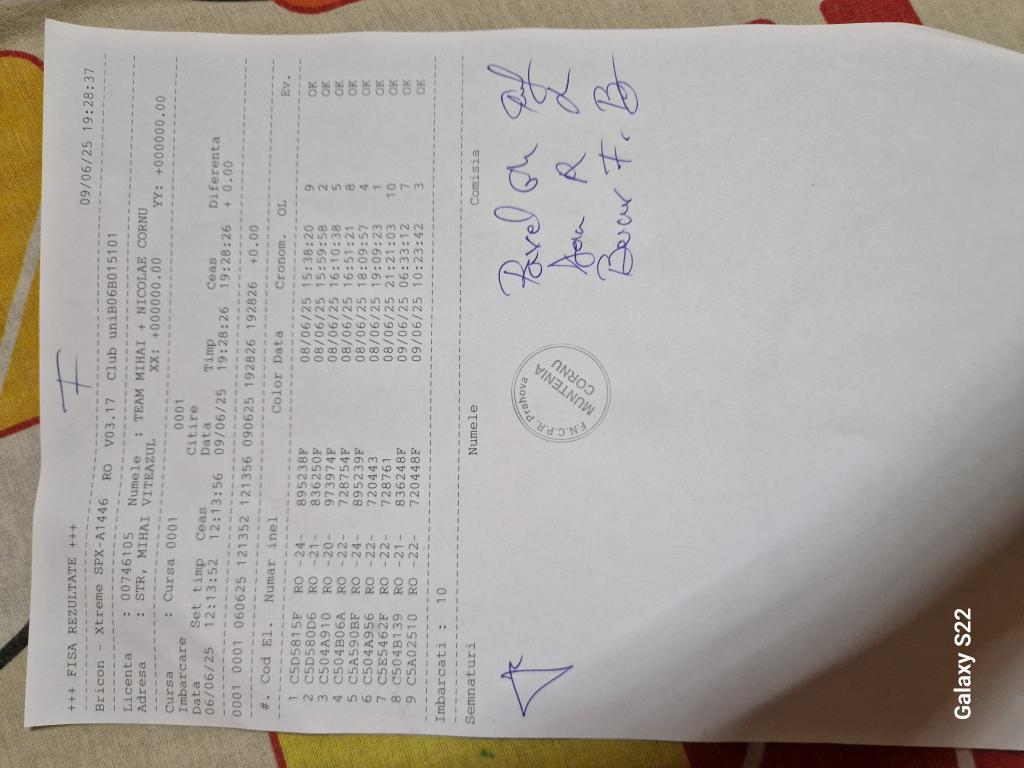 F
+++ FISA REZULTATE +++ 09/06/25 19:28:37
Bricon - Xtreme SPX-A1446 RO V03.17 Club uniB06B015101
Licenta : 00746105 Numele : TEAM MIHAI + NICOLAE CORNU
Adresa : STR, MIHAI VITEAZUL XX: +000000.00 YY: +000000.00
Cursa : Cursa 0001
Imbarcare 0001 Citire
Data Set timp Ceas Data Timp Ceas Diferenta
06/06/25 12:13:52 12:13:56 09/06/25 19:28:26 19:28:26 + 0.00
0001 0001 060625 121352 121356 090625 192826 192826 +0.00
#. Cod El. Numar inel Color Data Cronom. OL Ev.
1 C5D5815F RO -24- 895238F 08/06/25 15:38:20 9 OK
2 C5D580D6 RO -21- 836250F 08/06/25 15:59:58 2 OK
3 C504A910 RO -20- 973974F 08/06/25 16:10:38 5 OK
4 C504B06A RO -22- 728754F 08/06/25 16:51:21 8 OK
5 C5A590BF RO -24- 895239F 08/06/25 18:09:57 4 OK
6 C504A956 RO -22- 720443 08/06/25 19:09:23 1 OK
7 C5E5462F RO -22- 728761 08/06/25 21:21:03 10 OK
8 C504B139 RO -21- 836248F 09/06/25 06:33:12 7 OK
9 C5A02510 RO -22- 720448F 09/06/25 10:23:42 3 OK
Imbarcati : 10
Semnaturi Numele Comisia
F.N.C.P.R. Prahova
MUNTENIA
CORNU
Galaxy S22